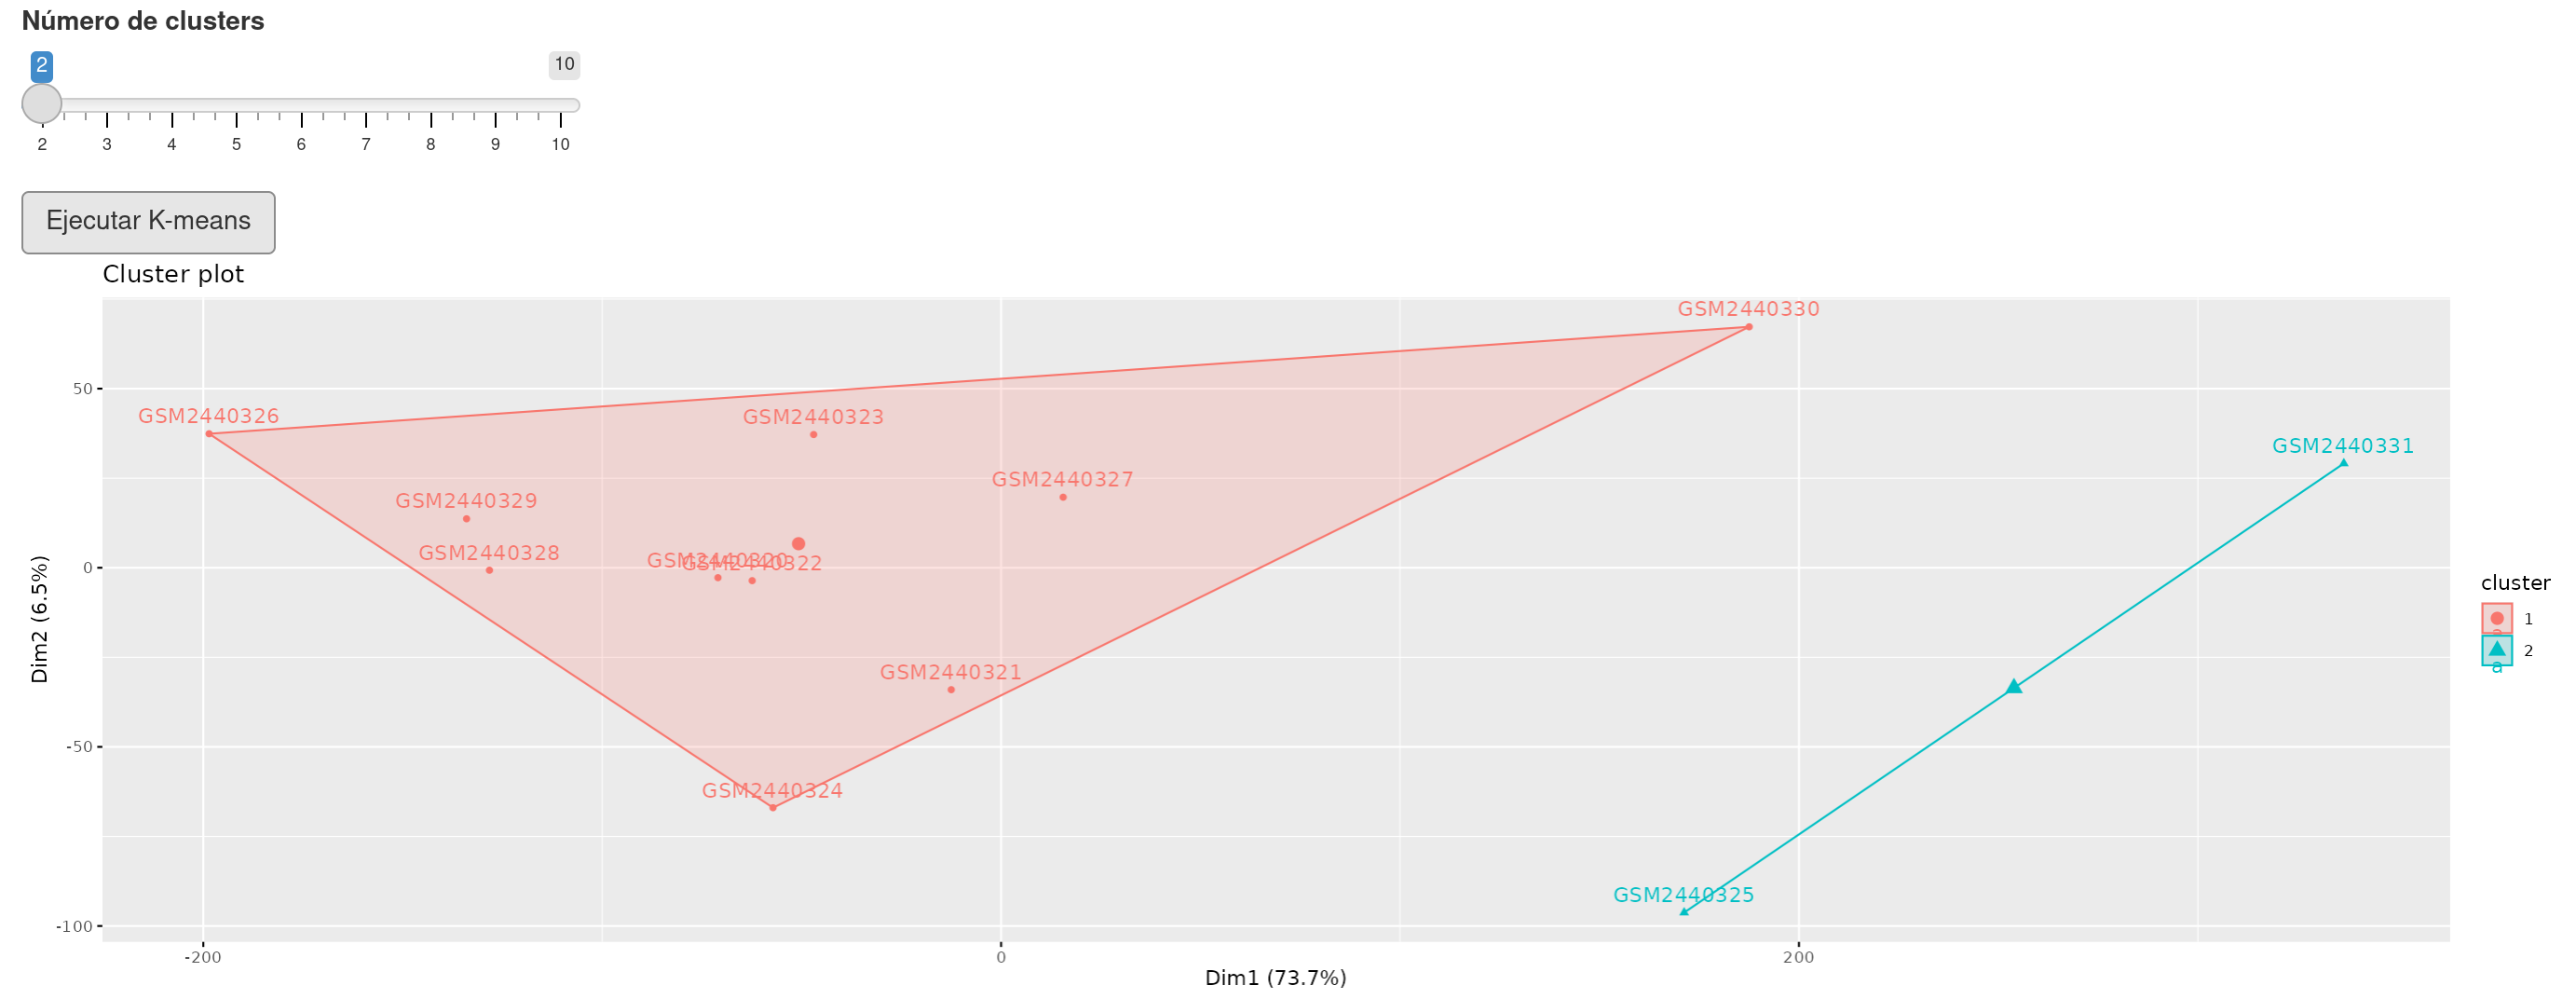 Número de clusters
2 10
2 3 4 5 6 7 8 9 10
Ejecutar K-means
Cluster plot
GSM2440330
50
GSM2440326
GSM2440323
GSM2440331
GSM2440327
GSM2440329
GSM2440328
GSM2440320
GSM2440322
0
Dim2 (6.5%)
cluster
a 1
a 2
GSM2440321
-50
GSM2440324
GSM2440325
-100
-200 0 200
Dim1 (73.7%)